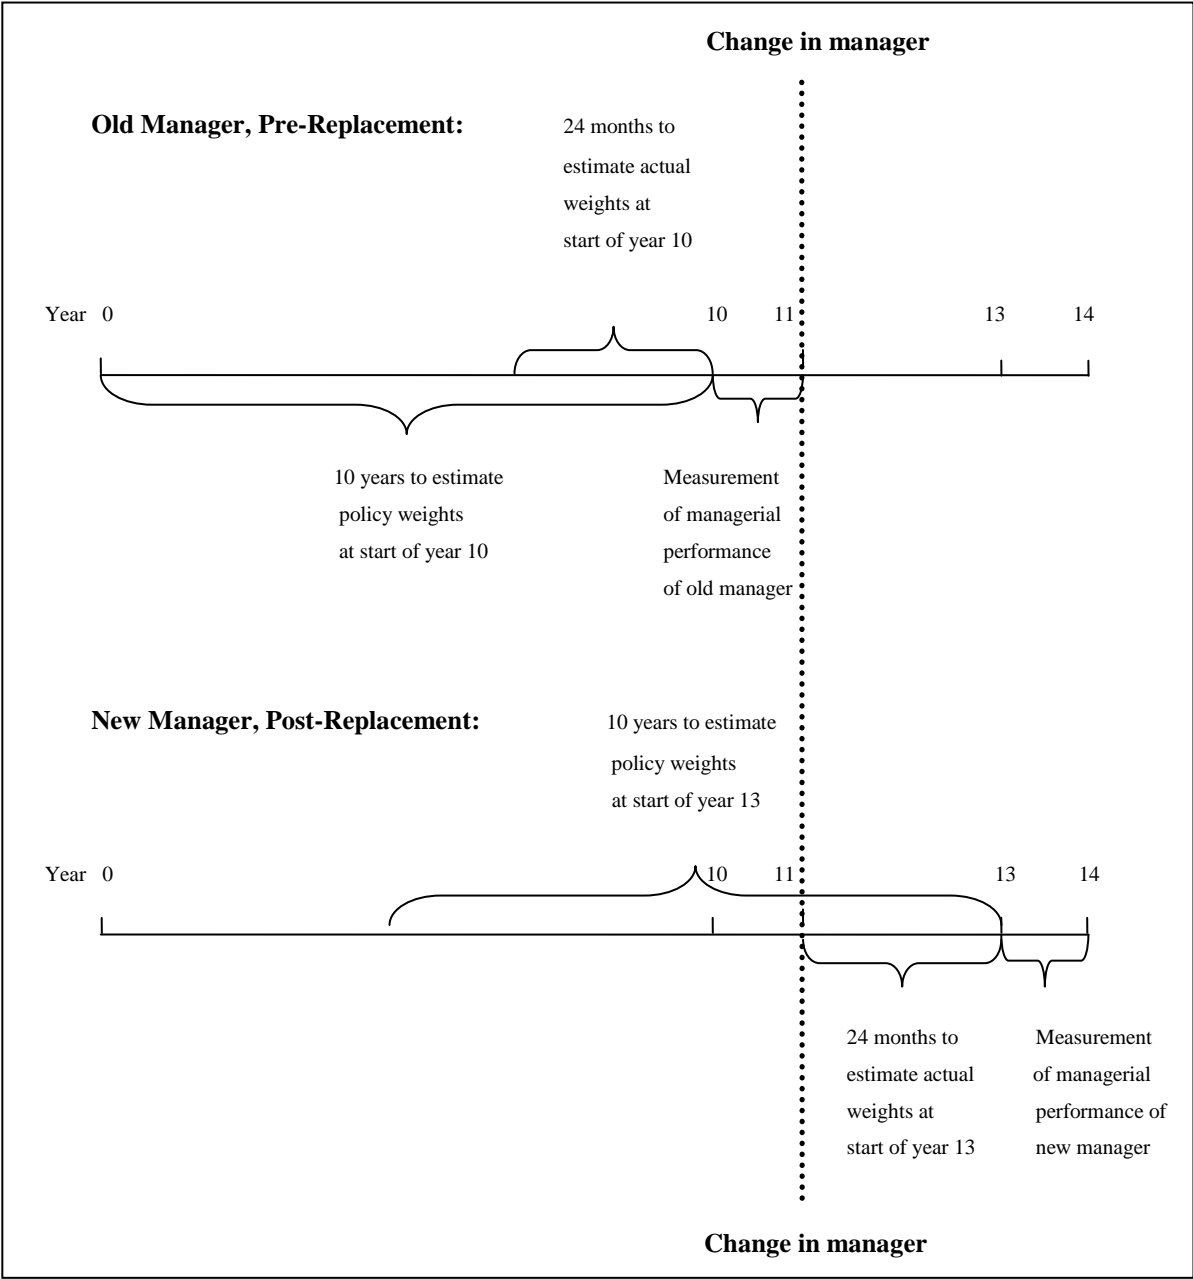 Change in manager
Old Manager, Pre-Replacement:
24 months to
estimate actual
weights at
start of year 10
Year 0 10 11 13 14
10 years to estimate
policy weights
at start of year 10
Measurement
of managerial
performance
of old manager
New Manager, Post-Replacement:
10 years to estimate
policy weights
at start of year 13
Year 0 10 11 13 14
24 months to
estimate actual
weights at
start of year 13
Measurement
of managerial
performance of
new manager
Change in manager